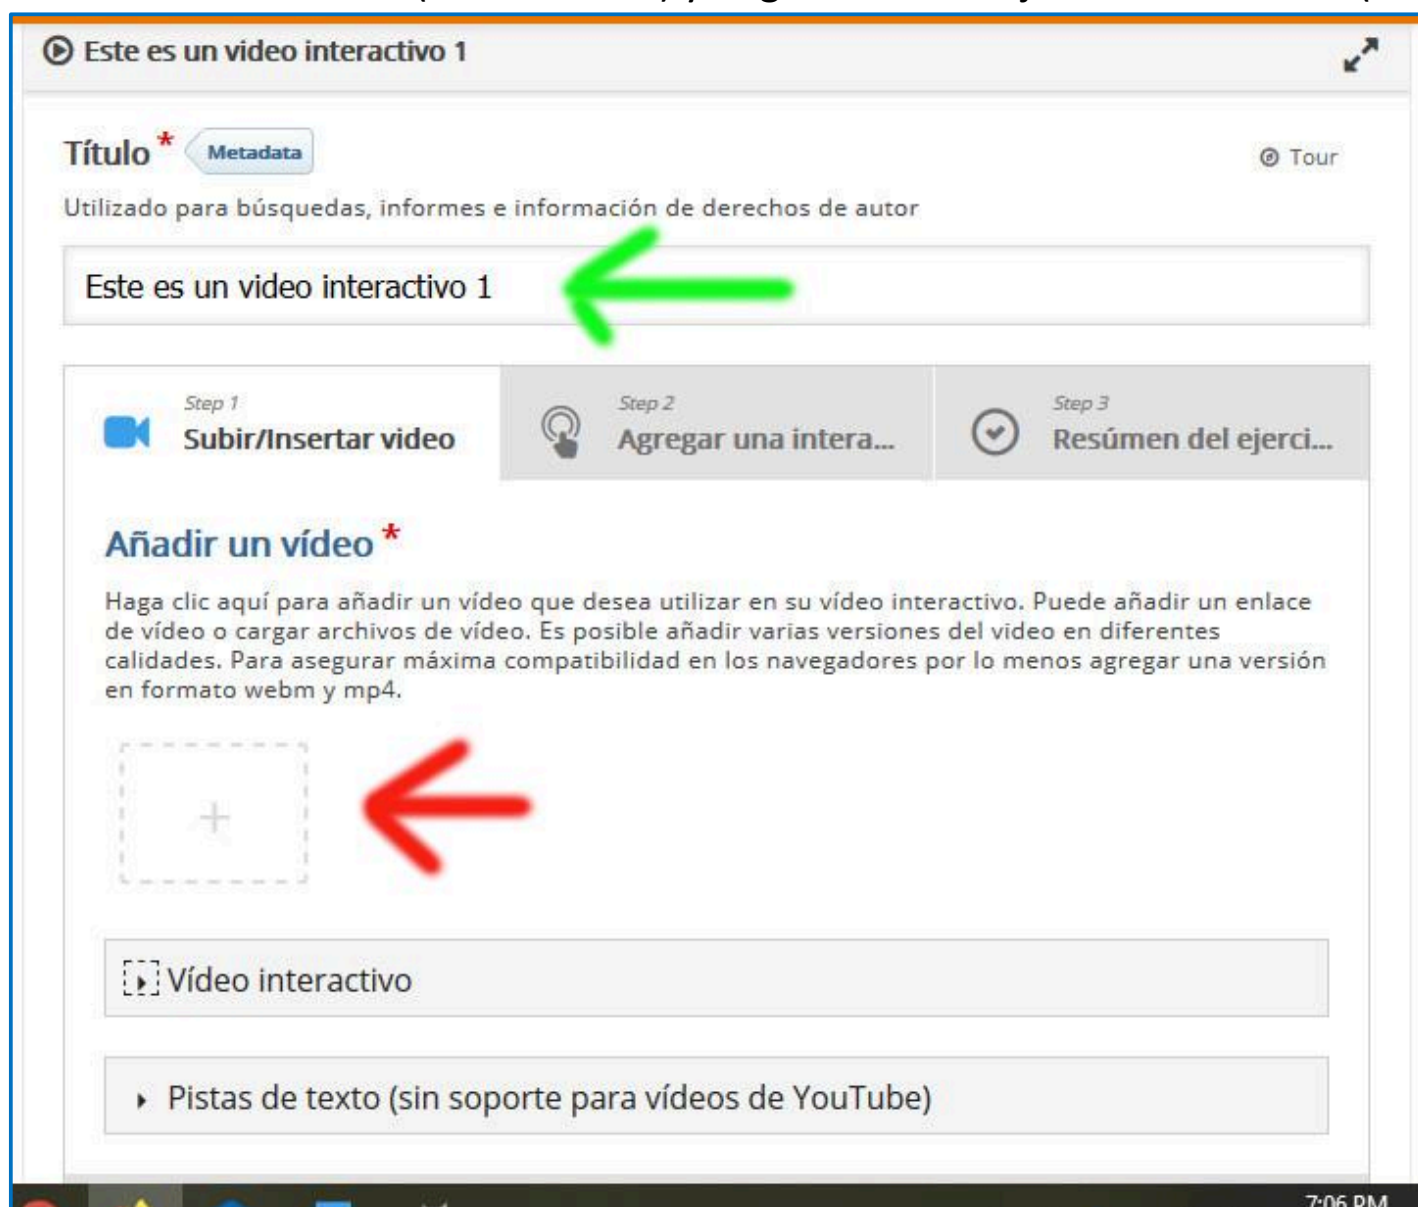 Este es un video interactivo 1
Título * Metadata
Tour
Utilizado para búsquedas, informes e información de derechos de autor
Este es un video interactivo 1
Step 1
Subir/Insertar video
Step 2
Agregar una intera...
Step 3
Resúmen del ejerci...
Añadir un vídeo *
Haga clic aquí para añadir un vídeo que desea utilizar en su vídeo interactivo. Puede añadir un enlace
de vídeo o cargar archivos de vídeo. Es posible añadir varias versiones del video en diferentes
calidades. Para asegurar máxima compatibilidad en los navegadores por lo menos agregar una versión
en formato webm y mp4.
+
Vídeo interactivo
Pistas de texto (sin soporte para vídeos de YouTube)
7:06 PM